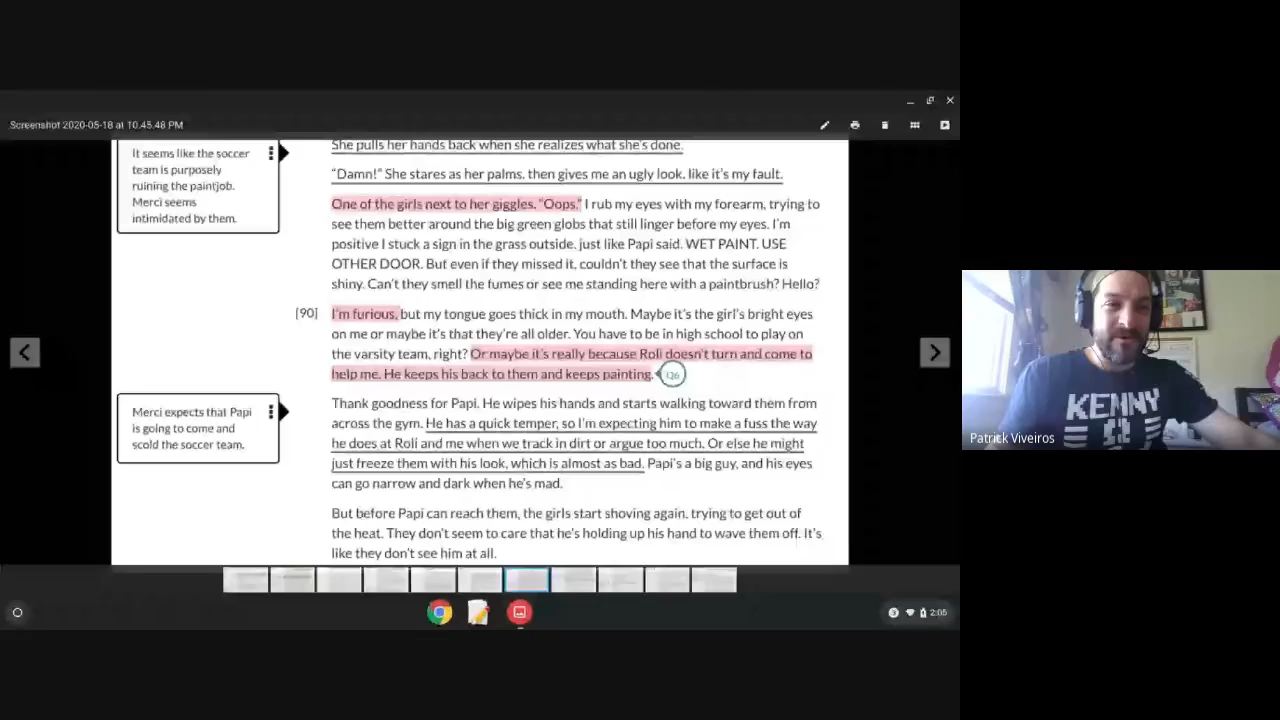 Screenshot 2020-05-18 at 10.45.48 PM
It seems like the soccer
team is purposely
ruining the paintjob.
Merci seems
intimidated by them.
She pulls her hands back when she realizes what she's done.
"Damn!" She stares as her palms, then gives me an ugly look, like it's my fault.
One of the girls next to her giggles. "Oops." I rub my eyes with my forearm, trying to
see them better around the big green globs that still linger before my eyes. I'm
positive I stuck a sign in the grass outside, just like Papi said. WET PAINT. USE
OTHER DOOR. But even if they missed it, couldn't they see that the surface is
shiny. Can't they smell the fumes or see me standing here with a paintbrush? Hello?
[90] I'm furious, but my tongue goes thick in my mouth. Maybe it's the girl's bright eyes
on me or maybe it's that they're all older. You have to be in high school to play on
the varsity team, right? Or maybe it's really because Roli doesn't turn and come to
help me. He keeps his back to them and keeps painting. Q6
Merci expects that Papi
is going to come and
scold the soccer team.
Thank goodness for Papi. He wipes his hands and starts walking toward them from
across the gym. He has a quick temper, so I'm expecting him to make a fuss the way
he does at Roli and me when we track in dirt or argue too much. Or else he might
just freeze them with his look, which is almost as bad. Papi's a big guy, and his eyes
can go narrow and dark when he's mad.
But before Papi can reach them, the girls start shoving again, trying to get out of
the heat. They don't seem to care that he's holding up his hand to wave them off. It's
like they don't see him at all.
2:05
KENNY
Patrick Viveiros